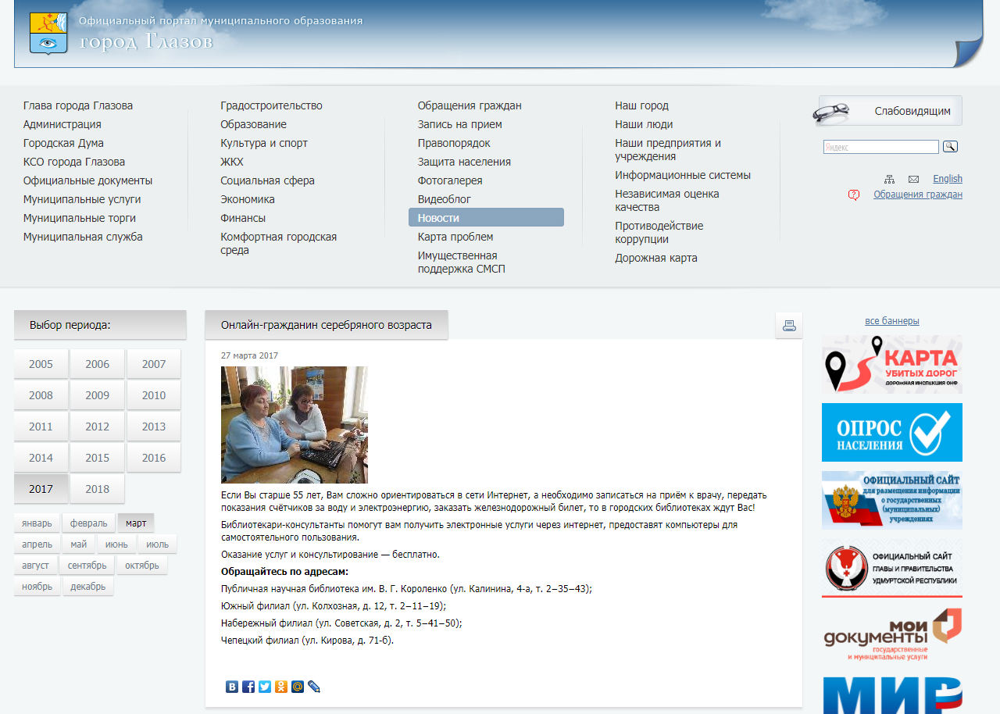 Официальный портал муниципального образования
город Глазов
Глава города Глазова
Администрация
Городская Дума
КСО города Глазова
Официальные документы
Муниципальные услуги
Муниципальные торги
Муниципальная служба
Градостроительство
Образование
Культура и спорт
ЖКХ
Социальная сфера
Экономика
Финансы
Комфортная городская
среда
Обращения граждан
Запись на прием
Правопорядок
Защита населения
Фотогалерея
Видеоблог
Новости
Карта проблем
Имущественная
поддержка СМСП
Наш город
Наши люди
Наши предприятия и
учреждения
Информационные системы
Независимая оценка
качества
Противодействие
коррупции
Дорожная карта
Слабовидящим
Яндекс
English
Обращения граждан
Выбор периода:
2005 2006 2007
2008 2009 2010
2011 2012 2013
2014 2015 2016
2017 2018
январь февраль март
апрель май июнь июль
август сентябрь октябрь
ноябрь декабрь
Онлайн-гражданин серебряного возраста
27 марта 2017
Если Вы старше 55 лет, Вам сложно ориентироваться в сети Интернет, а необходимо записаться на приём к врачу, передать
показания счётчиков за воду и электроэнергию, заказать железнодорожный билет, то в городских библиотеках ждут Вас!
Библиотекари-консультанты помогут вам получить электронные услуги через интернет, предоставят компьютеры для
самостоятельного пользования.
Оказание услуг и консультирование — бесплатно.
Обращайтесь по адресам:
Публичная научная библиотека им. В. Г. Короленко (ул. Калинина, 4-а, т. 2−35−43);
Южный филиал (ул. Колхозная, д. 12, т. 2−11−19);
Набережный филиал (ул. Советская, д. 2, т. 5−41−50);
Чепецкий филиал (ул. Кирова, д. 71-б).
все баннеры
КАРТА
УБИТЫХ ДОРОГ
ДОРОЖНАЯ ИНСПЕКЦИЯ ОНФ
ОПРОС
НАСЕЛЕНИЯ
ОФИЦИАЛЬНЫЙ САЙТ
для размещения информации
о государственных
(муниципальных)
учреждениях
ОФИЦИАЛЬНЫЙ САЙТ
ГЛАВЫ И ПРАВИТЕЛЬСТВА
УДМУРТСКОЙ РЕСПУБЛИКИ
МОИ
ДОКУМЕНТЫ
государственные
и муниципальные услуги
МИР